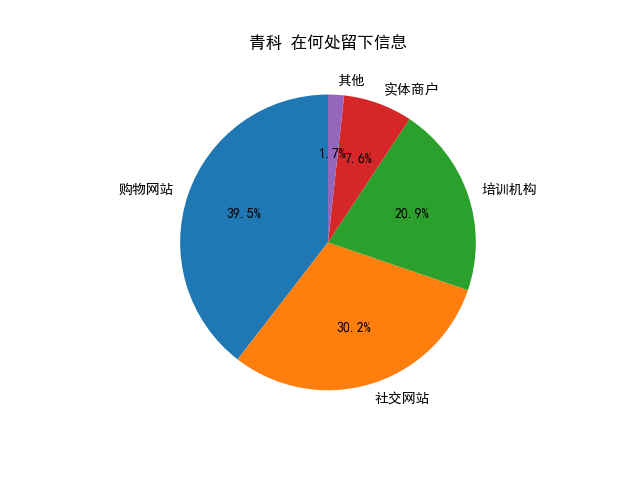 青科 在何处留下信息
其他
实体商户
1.7%
7.6%
购物网站
培训机构
39.5%
20.9%
30.2%
社交网站